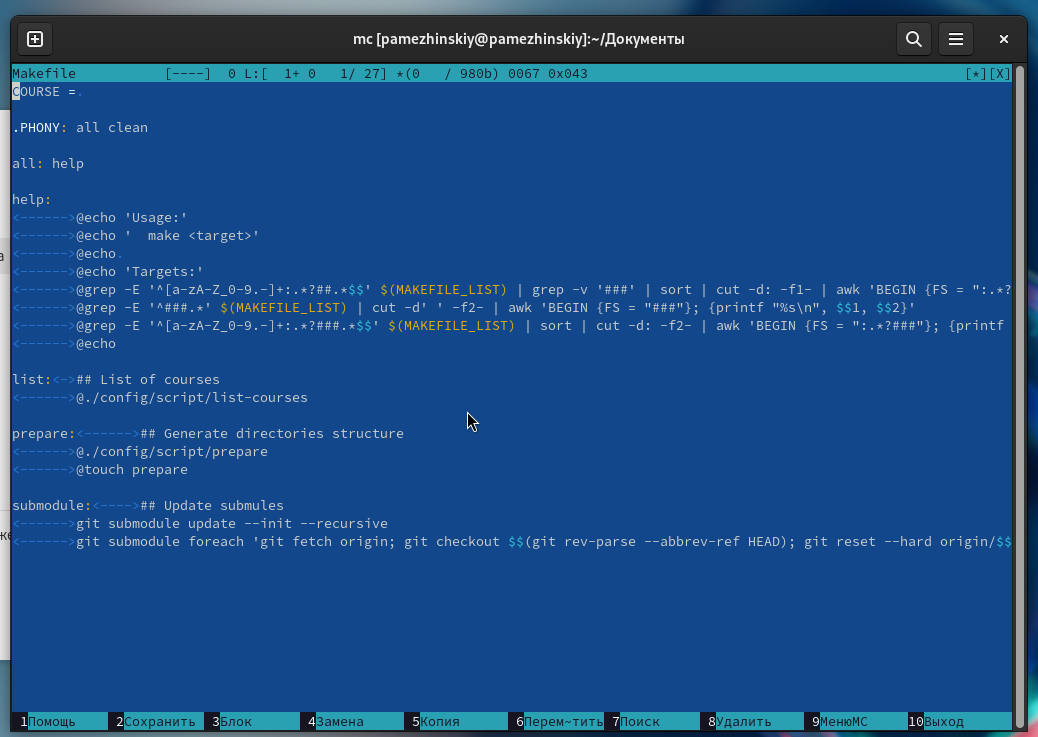 mc [pamezhinskiy@pamezhinskiy]:~/Документы
Makefile [----] 0 L:[ 1+ 0 1/ 27] *(0 / 980b) 0067 0x043 [*][X]
COURSE =.
.PHONY: all clean
all: help
help:
<------>@echo 'Usage:'
<------>@echo '  make <target>'
<------>@echo.
<------>@echo 'Targets:'
<------>@grep -E '^[a-zA-Z_0-9.-]+:.*?##.*$$' $(MAKEFILE_LIST) | grep -v '###' | sort | cut -d: -f1- | awk 'BEGIN {FS = ":.*?
<------>@grep -E '^###.*' $(MAKEFILE_LIST) | cut -d' ' -f2- | awk 'BEGIN {FS = "###"}; {printf "%s\n", $$1, $$2}'
<------>@grep -E '^[a-zA-Z_0-9.-]+:.*?###.*$$' $(MAKEFILE_LIST) | sort | cut -d: -f2- | awk 'BEGIN {FS = ":.*?###"}; {printf
<------>@echo
list:<->## List of courses
<------>@./config/script/list-courses
prepare:<------>## Generate directories structure
<------>@./config/script/prepare
<------>@touch prepare
submodule:<---->## Update submules
<------>git submodule update --init --recursive
<------>git submodule foreach 'git fetch origin; git checkout $$(git rev-parse --abbrev-ref HEAD); git reset --hard origin/$$
1Помощь 2Сохранить 3Блок 4Замена 5Копия 6Перем~тить 7Поиск 8Удалить 9МенюMC 10Выход